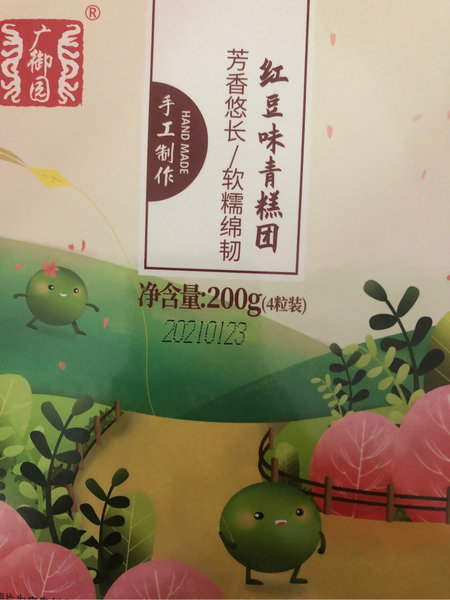 ®
广御园
手工制作
HAND MADE
红豆味青糕团
芳香悠长/软糯绵韧
净含量:200g(4粒装)
20210123